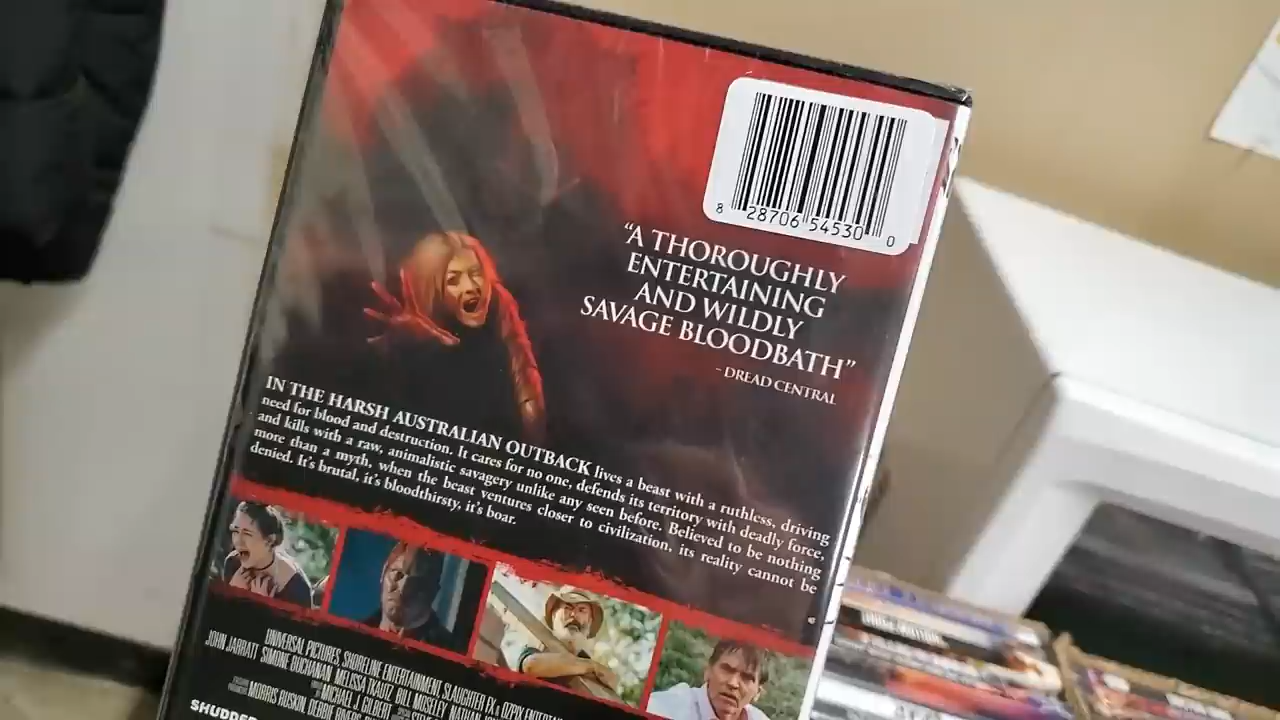 8 28706 54530 0
“A THOROUGHLY
ENTERTAINING
AND WILDLY
SAVAGE BLOODBATH”
- DREAD CENTRAL
IN THE HARSH AUSTRALIAN OUTBACK lives a beast with a ruthless, driving
need for blood and destruction. It cares for no one, defends its territory with deadly force,
and kills with a raw, animalistic savagery unlike any seen before. Believed to be nothing
more than a myth, when the beast ventures closer to civilization, its reality cannot be
denied. It’s brutal, it’s bloodthirsty, it’s boar.
UNIVERSAL PICTURES, SHORELINE ENTERTAINMENT, SLAUGHTER FX & OZPIX
JOHN JARRATT SIMONE BUCHANAN MELISSA TKAUTZ BILL MOSELEY NATHAN
MORRIS RUSKIN, DEBBIE MICHAEL J GILBERT
SHUDDER